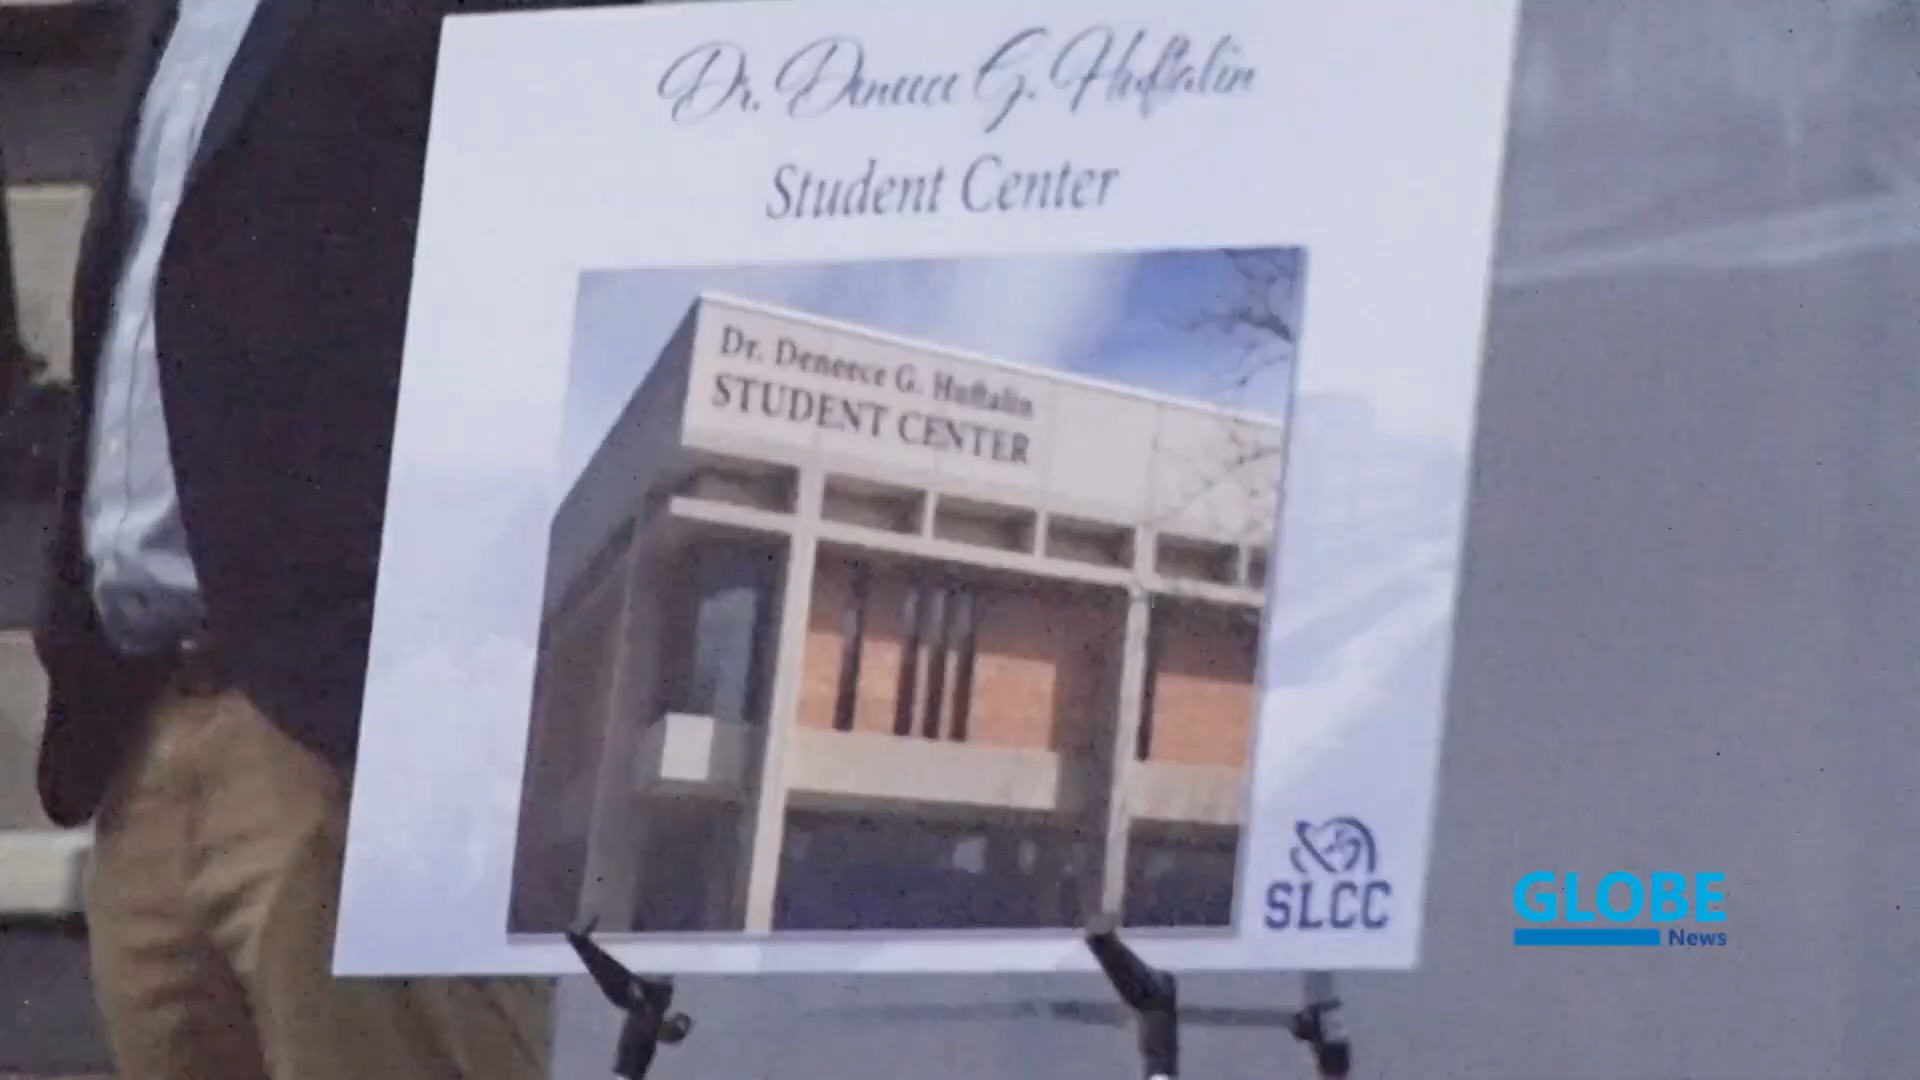 Dr. Deneece G. Huftalin
Student Center
Dr. Deneece G. Huftalin
STUDENT CENTER
SLCC
GLOBE
News